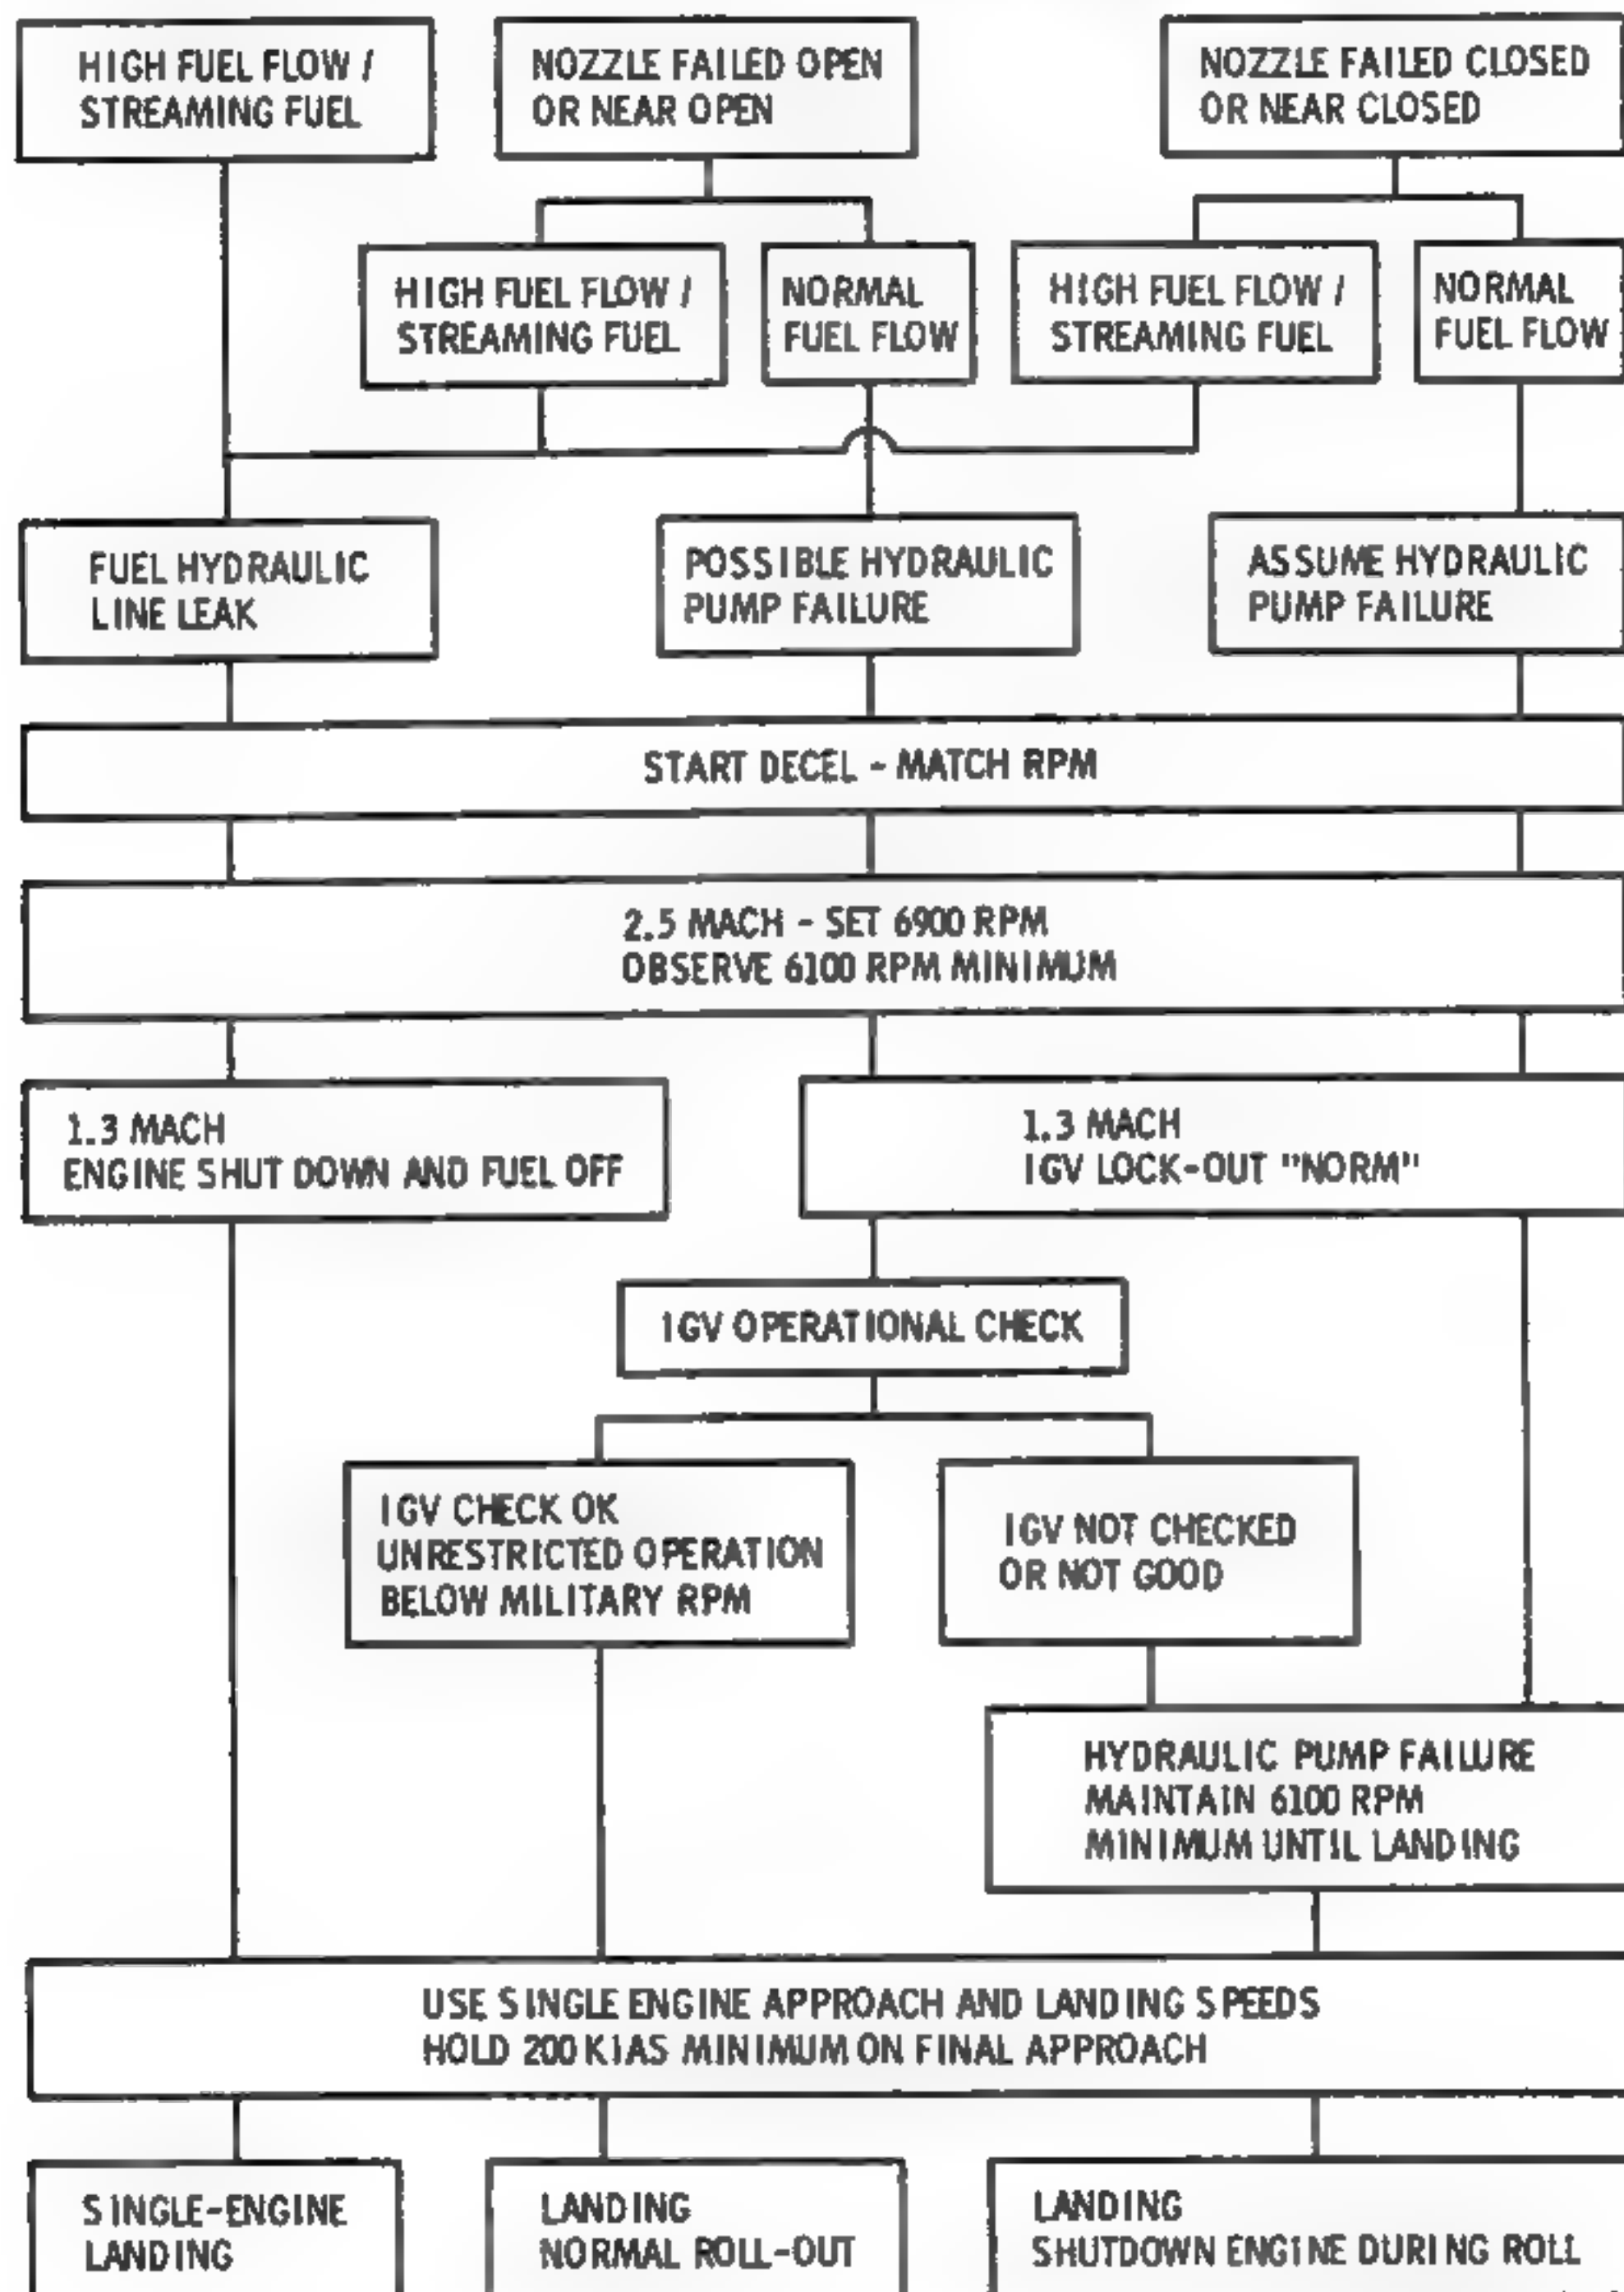 HIGH FUEL FLOW /
STREAMING FUEL
NOZZLE FAILED OPEN
OR NEAR OPEN
NOZZLE FAILED CLOSED
OR NEAR CLOSED
HIGH FUEL FLOW /
STREAMING FUEL
NORMAL
FUEL FLOW
HIGH FUEL FLOW /
STREAMING FUEL
NORMAL
FUEL FLOW
FUEL HYDRAULIC
LINE LEAK
POSSIBLE HYDRAULIC
PUMP FAILURE
ASSUME HYDRAULIC
PUMP FAILURE
START DECEL - MATCH RPM
2.5 MACH - SET 6900 RPM
OBSERVE 6100 RPM MINIMUM
1.3 MACH
ENGINE SHUT DOWN AND FUEL OFF
1.3 MACH
IGV LOCK-OUT "NORM"
IGV OPERATIONAL CHECK
IGV CHECK OK
UNRESTRICTED OPERATION
BELOW MILITARY RPM
IGV NOT CHECKED
OR NOT GOOD
HYDRAULIC PUMP FAILURE
MAINTAIN 6100 RPM
MINIMUM UNTIL LANDING
USE SINGLE ENGINE APPROACH AND LANDING SPEEDS
HOLD 200 KIAS MINIMUM ON FINAL APPROACH
SINGLE-ENGINE
LANDING
LANDING
NORMAL ROLL-OUT
LANDING
SHUTDOWN ENGINE DURING ROLL